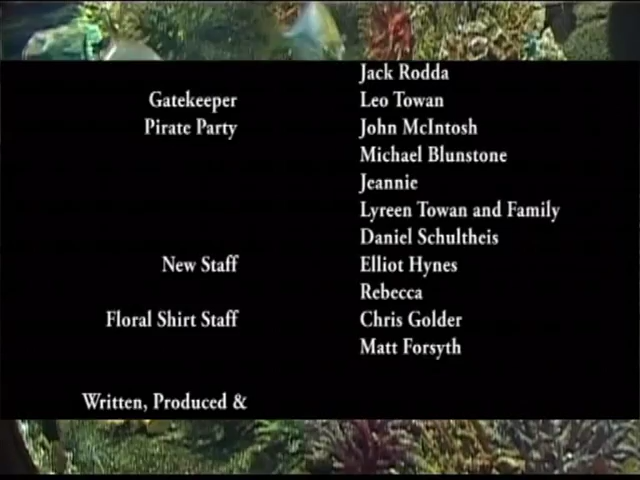 Jack Rodda
Gatekeeper Leo Towan
Pirate Party John McIntosh
Michael Blunstone
Jeannie
Lyreen Towan and Family
Daniel Schultheis
New Staff Elliot Hynes
Rebecca
Floral Shirt Staff Chris Golder
Matt Forsyth
Written, Produced &